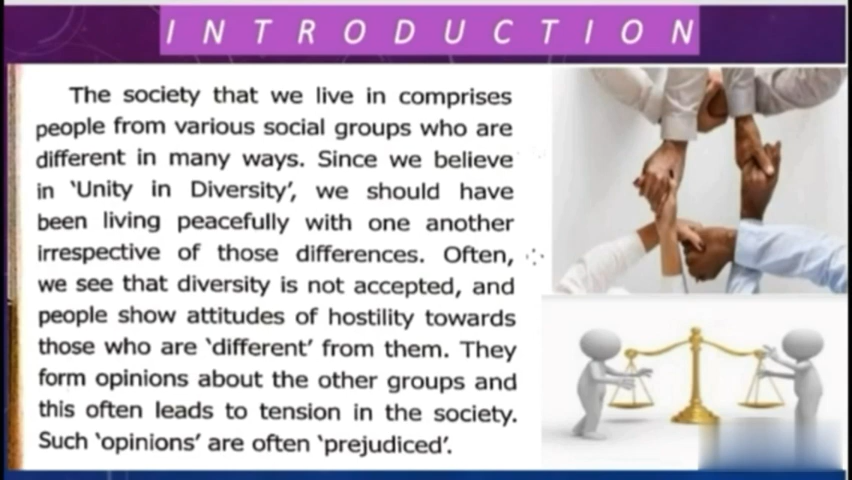 INTRODUCTION
The society that we live in comprises
people from various social groups who are
different in many ways. Since we believe
in ‘Unity in Diversity’, we should have
been living peacefully with one another
irrespective of those differences. Often,
we see that diversity is not accepted, and
people show attitudes of hostility towards
those who are ‘different’ from them. They
form opinions about the other groups and
this often leads to tension in the society.
Such ‘opinions’ are often ‘prejudiced’.